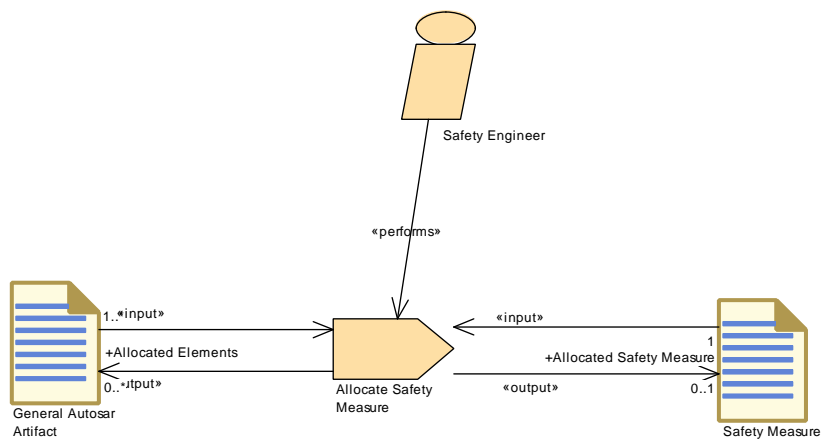 Safety Engineer
«performs»
«input»
+Allocated Elements
0..*
General Autosar
Artifact
Allocate Safety
Measure
«input»
1
+Allocated Safety Measure
«output»
0..1
Safety Measure